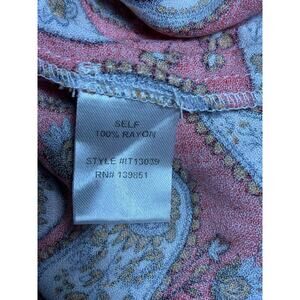 SELF
100% RAYON
STYLE #IT13039
RN# 139851